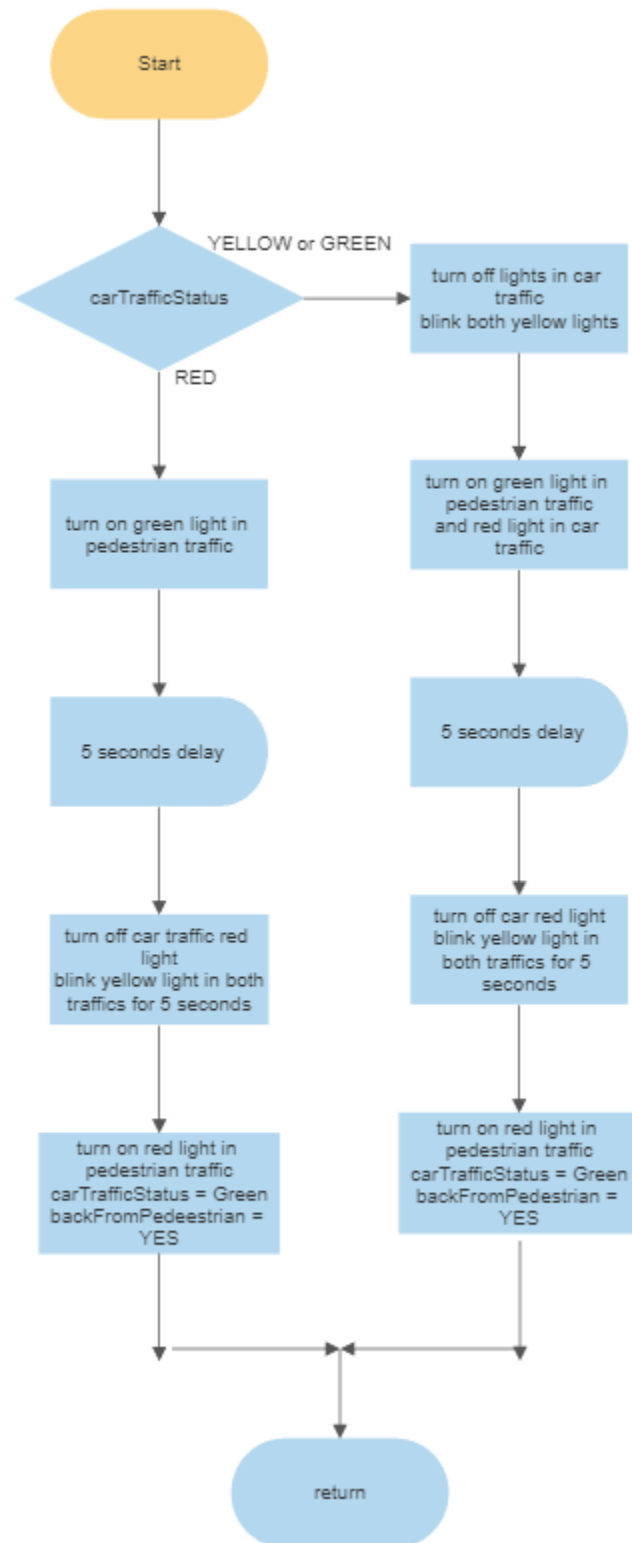 Start
carTrafficStatus
YELLOW or GREEN
RED
turn off lights in car
traffic
blink both yellow lights
turn on green light in
pedestrian traffic
turn on green light in
pedestrian traffic
and red light in car
traffic
5 seconds delay
5 seconds delay
turn off car traffic red
light
blink yellow light in both
traffics for 5 seconds
turn off car red light
blink yellow light in
both traffics for 5
seconds
turn on red light in
pedestrian traffic
carTrafficStatus = Green
backFromPedeestrian =
YES
turn on red light in
pedestrian traffic
carTrafficStatus = Green
backFromPedestrian =
YES
return